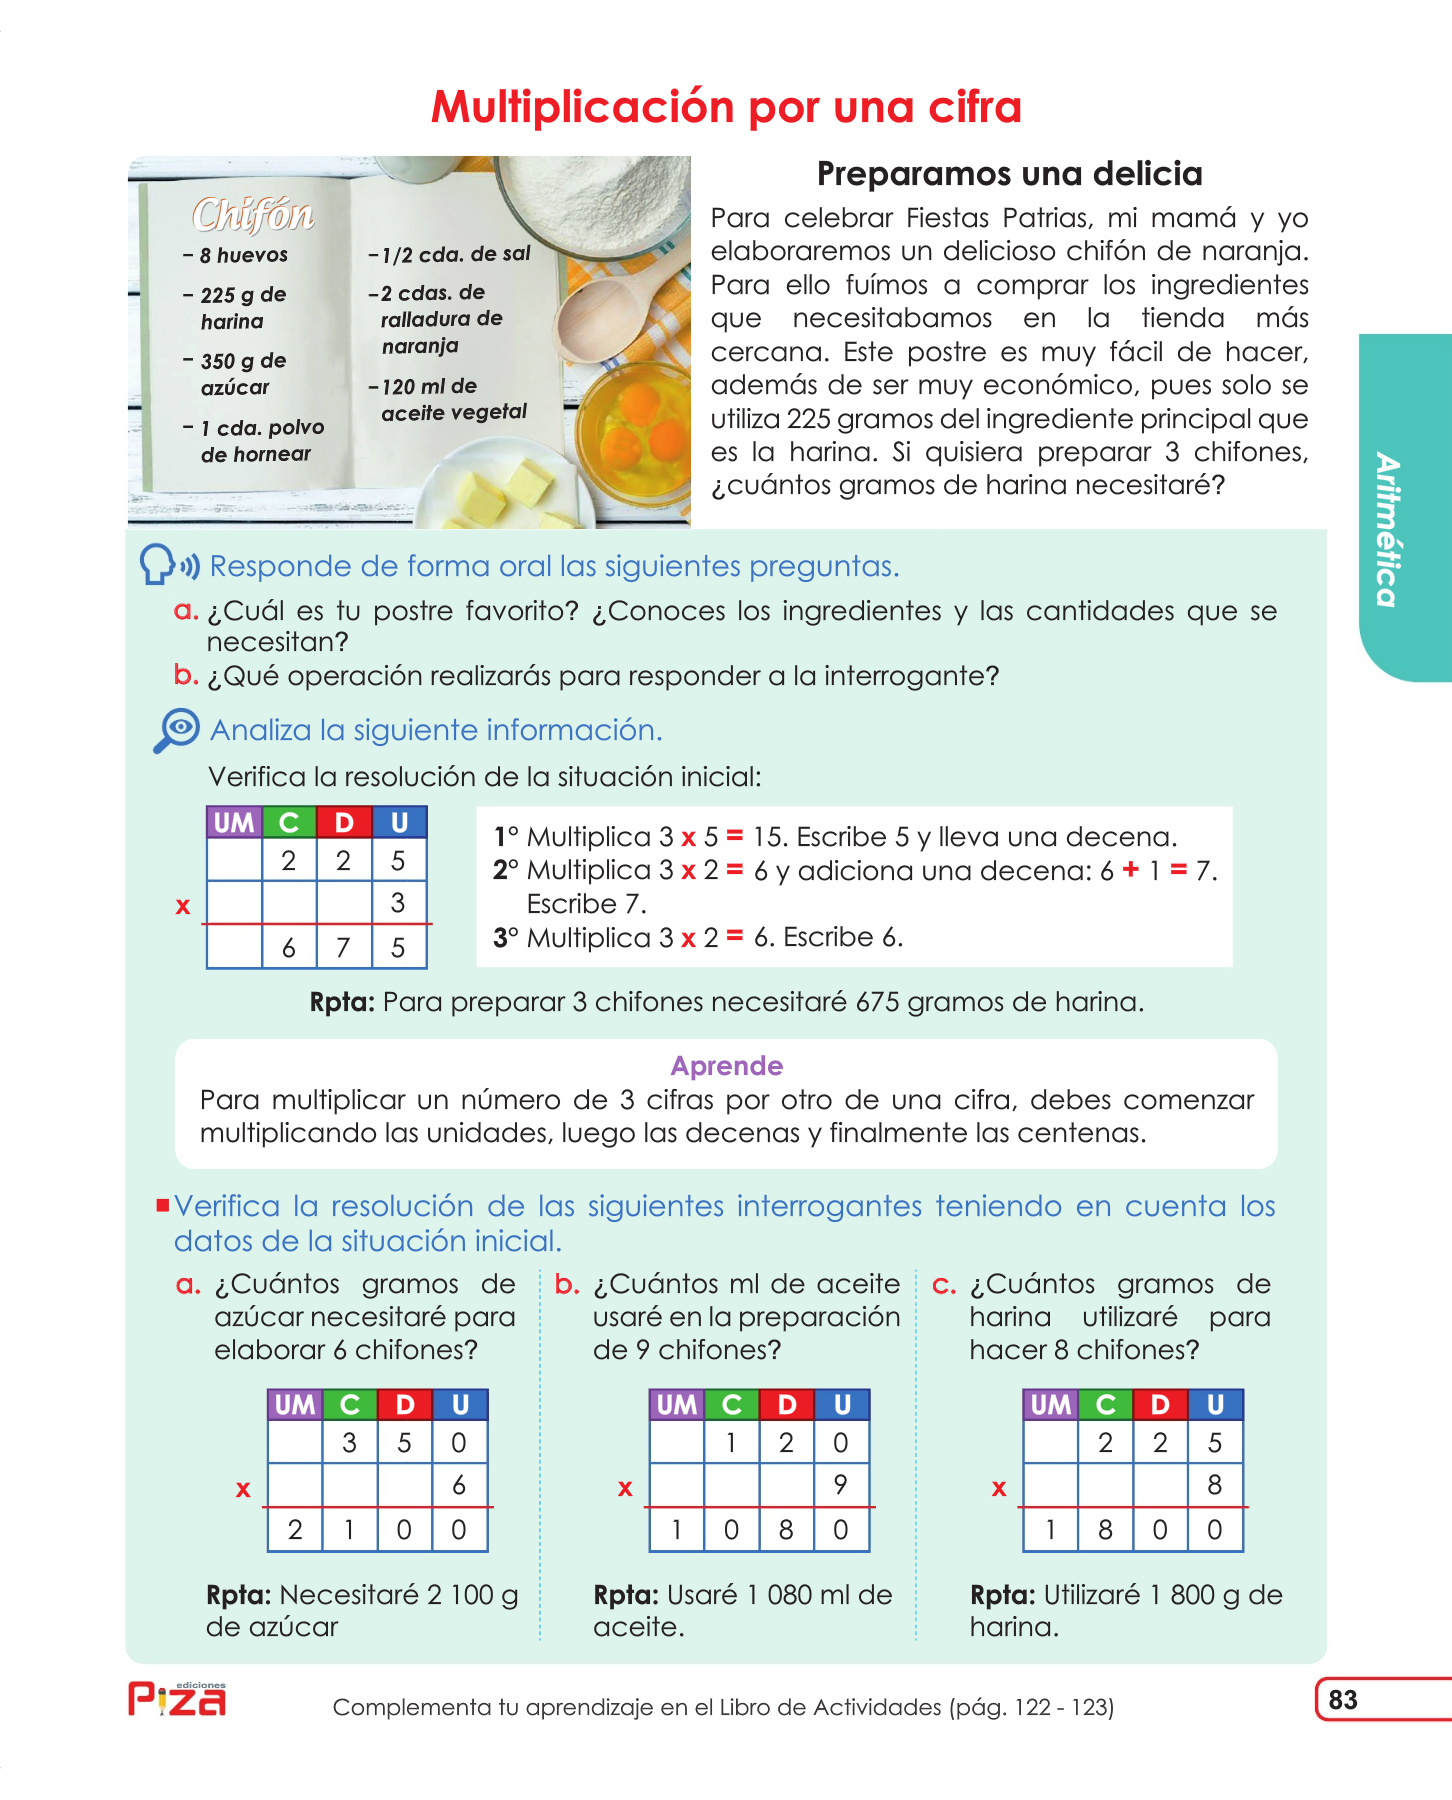 Multiplicación por una cifra
Chifón
– 8 huevos
– 225 g de
harina
– 350 g de
azúcar
– 1 cda. polvo
de hornear
–1/2 cda. de sal
–2 cdas. de
ralladura de
naranja
–120 ml de
aceite vegetal
Preparamos una delicia
Para celebrar Fiestas Patrias, mi mamá y yo
elaboraremos un delicioso chifón de naranja.
Para ello fuímos a comprar los ingredientes
que necesitabamos en la tienda más
cercana. Este postre es muy fácil de hacer,
además de ser muy económico, pues solo se
utiliza 225 gramos del ingrediente principal que
es la harina. Si quisiera preparar 3 chifones,
¿cuántos gramos de harina necesitaré?
Aritmética
Responde de forma oral las siguientes preguntas.
a. ¿Cuál es tu postre favorito? ¿Conoces los ingredientes y las cantidades que se
necesitan?
b. ¿Qué operación realizarás para responder a la interrogante?
Analiza la siguiente información.
Verifica la resolución de la situación inicial:
UM C D U
2 2 5
x 3
6 7 5
1° Multiplica 3 x 5 = 15. Escribe 5 y lleva una decena.
2° Multiplica 3 x 2 = 6 y adiciona una decena: 6 + 1 = 7.
Escribe 7.
3° Multiplica 3 x 2 = 6. Escribe 6.
Rpta: Para preparar 3 chifones necesitaré 675 gramos de harina.
Aprende
Para multiplicar un número de 3 cifras por otro de una cifra, debes comenzar
multiplicando las unidades, luego las decenas y finalmente las centenas.
Verifica la resolución de las siguientes interrogantes teniendo en cuenta los
datos de la situación inicial.
a. ¿Cuántos gramos de
azúcar necesitaré para
elaborar 6 chifones?
UM C D U
3 5 0
x 6
2 1 0 0
Rpta: Necesitaré 2 100 g
de azúcar
b. ¿Cuántos ml de aceite
usaré en la preparación
de 9 chifones?
UM C D U
1 2 0
x 9
1 0 8 0
Rpta: Usaré 1 080 ml de
aceite.
c. ¿Cuántos gramos de
harina utilizaré para
hacer 8 chifones?
UM C D U
2 2 5
x 8
1 8 0 0
Rpta: Utilizaré 1 800 g de
harina.
ediciones
Piza
Complementa tu aprendizaje en el Libro de Actividades (pág. 122 - 123)
83